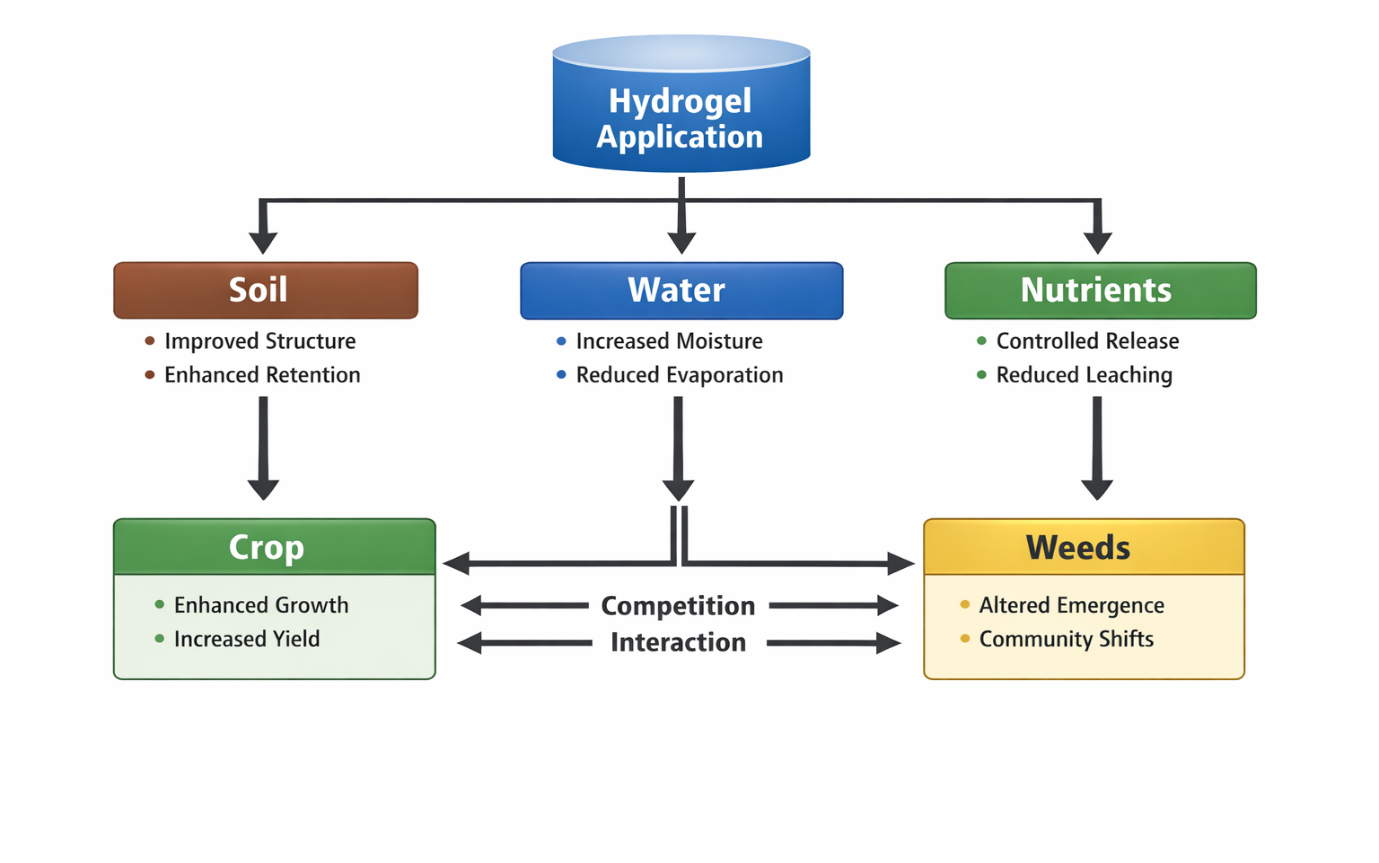 Hydrogel
Application
Soil
Water
Nutrients
• Improved Structure
• Enhanced Retention
• Increased Moisture
• Reduced Evaporation
• Controlled Release
• Reduced Leaching
Crop
• Enhanced Growth
• Increased Yield
Competition
Interaction
Weeds
• Altered Emergence
• Community Shifts